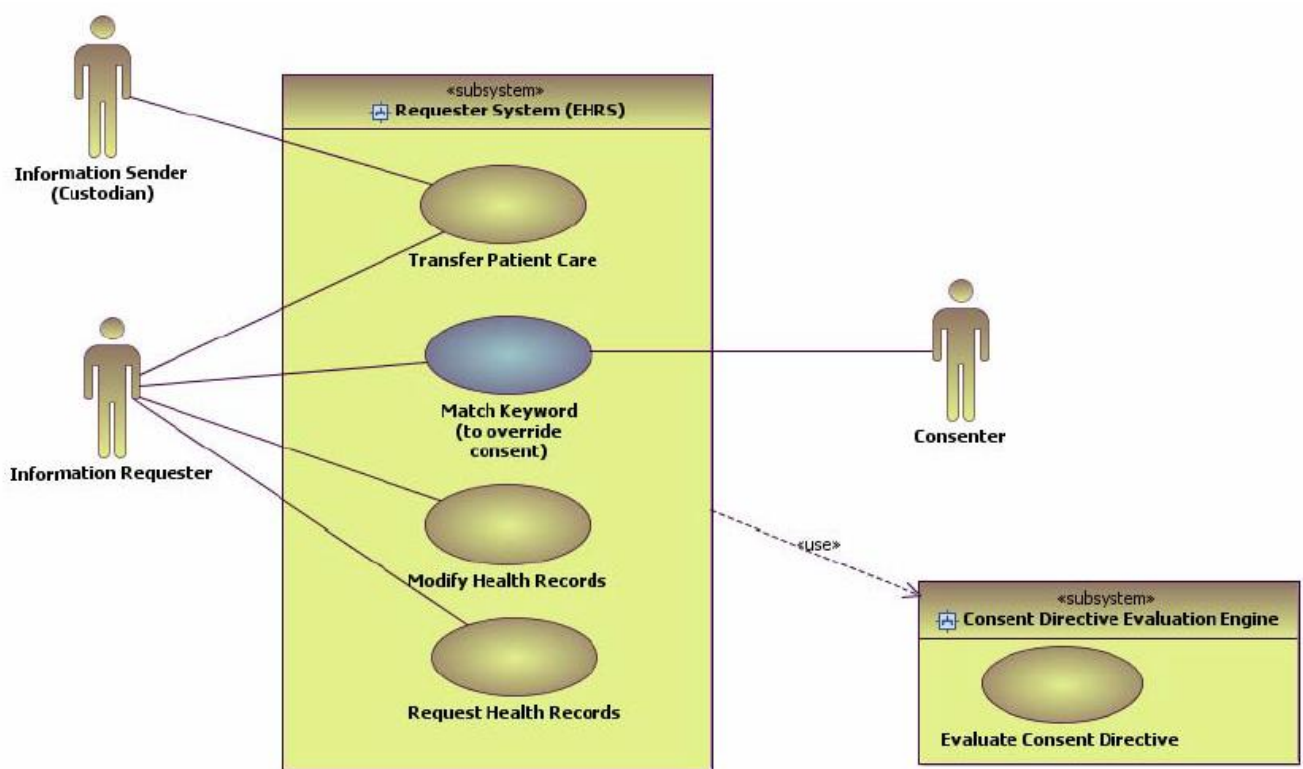 «subsystem»
Requester System (EHRS)
Information Sender
(Custodian)
Transfer Patient Care
Match Keyword
(to override
consent)
Information Requester
Consenter
Modify Health Records
«use»
Request Health Records
«subsystem»
Consent Directive Evaluation Engine
Evaluate Consent Directive